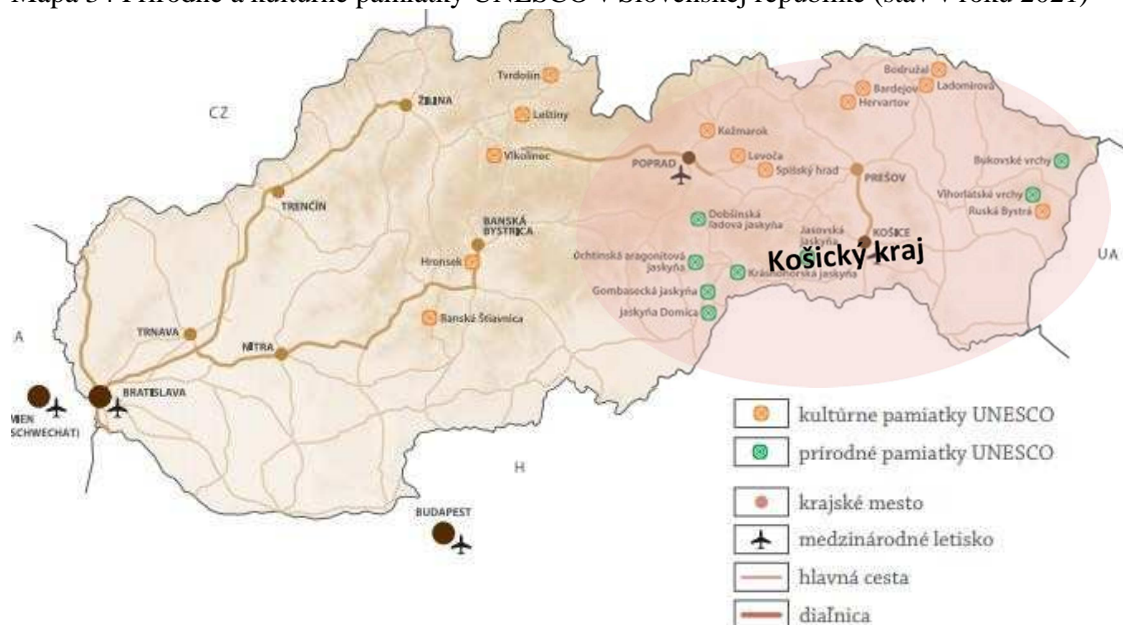 Mapa 34 Prírodné a kultúrne pamiatky UNESCO v Slovenskej republike (stav v roku 2021)
CZ
Tvrdošín
ŽILINA
Leštiny
Vlkolínec
Bodružal
Bardejov
Ladomirová
Hervartov
Kežmarok
POPRAD
Levoča
Spišský hrad
PREŠOV
Bukovské vrchy
Vihorlatské vrchy
Ruská Bystrá
TRENČÍN
BANSKÁ
BYSTRICA
Dobšinská
ľadová jaskyňa
Jasovská
jaskyňa
KOŠICE
Košický kraj
UA
Hronsek
Ochtinská aragonitová
jaskyňa
Krásnohorská jaskyňa
Gombasecká jaskyňa
jaskyňa Domica
Banská Štiavnica
TRNAVA
NITRA
A
BRATISLAVA
WIEN
(SCHWECHAT)
H
BUDAPEST
kultúrne pamiatky UNESCO
prírodné pamiatky UNESCO
krajské mesto
medzinárodné letisko
hlavná cesta
diaľnica